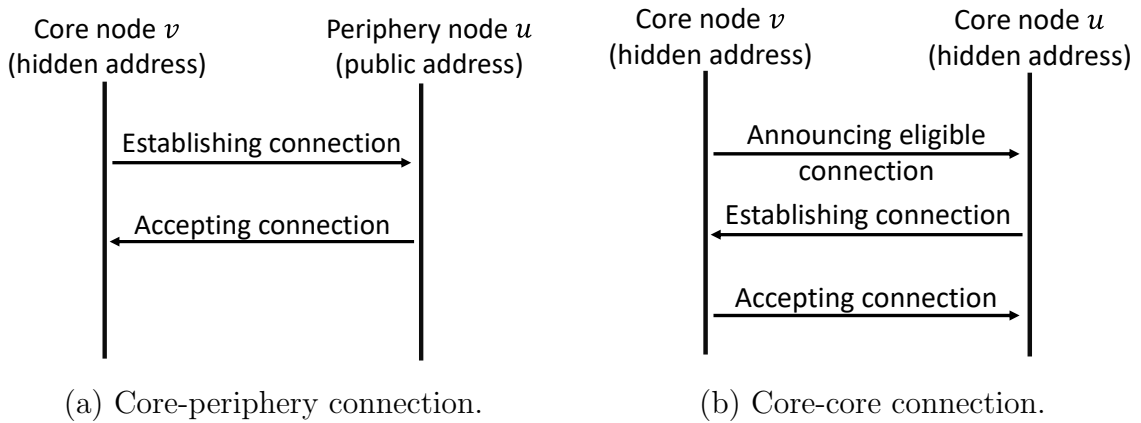 Core node v
(hidden address)
Periphery node u
(public address)
Establishing connection
Accepting connection
(a) Core-periphery connection.
Core node v
(hidden address)
Core node u
(hidden address)
Announcing eligible
connection
Establishing connection
Accepting connection
(b) Core-core connection.